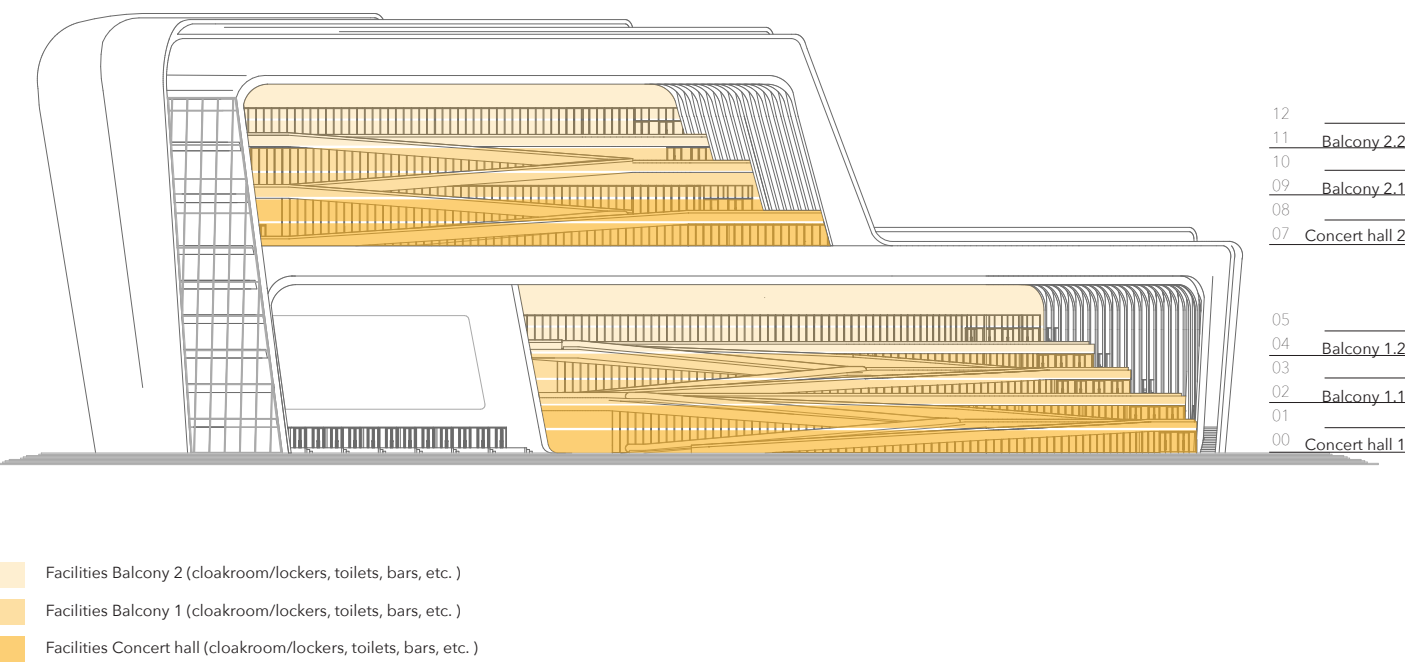 12
11 Balcony 2.2
10
09 Balcony 2.1
08
07 Concert hall 2
05
04 Balcony 1.2
03
02 Balcony 1.1
01
00 Concert hall 1
Facilities Balcony 2 (cloakroom/lockers, toilets, bars, etc. )
Facilities Balcony 1 (cloakroom/lockers, toilets, bars, etc. )
Facilities Concert hall (cloakroom/lockers, toilets, bars, etc. )